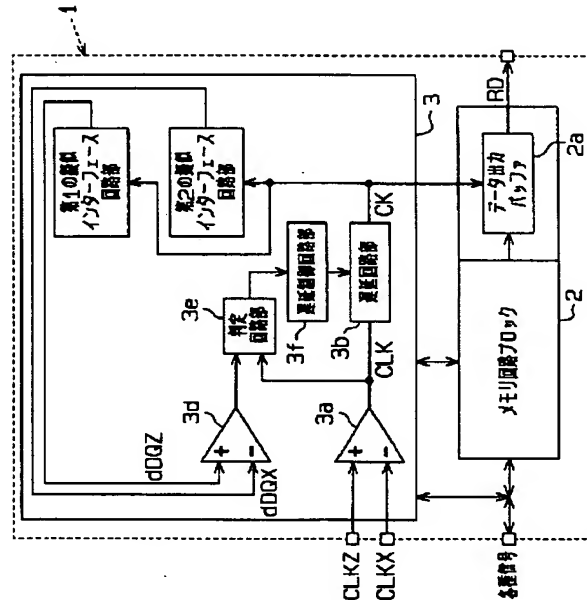 1
第1の擬似
インターフェース
回路部
第2の擬似
インターフェース
回路部
3
dDQZ
dDQX
3d
3e
判定
回路部
3f
遅延制御回路部
3b
遅延回路部
CK
CLK
3a
CLKZ
CLKX
+
-
+
-
各種信号
メモリ回路ブロック
2
データ出力
バッファ
2a
RD